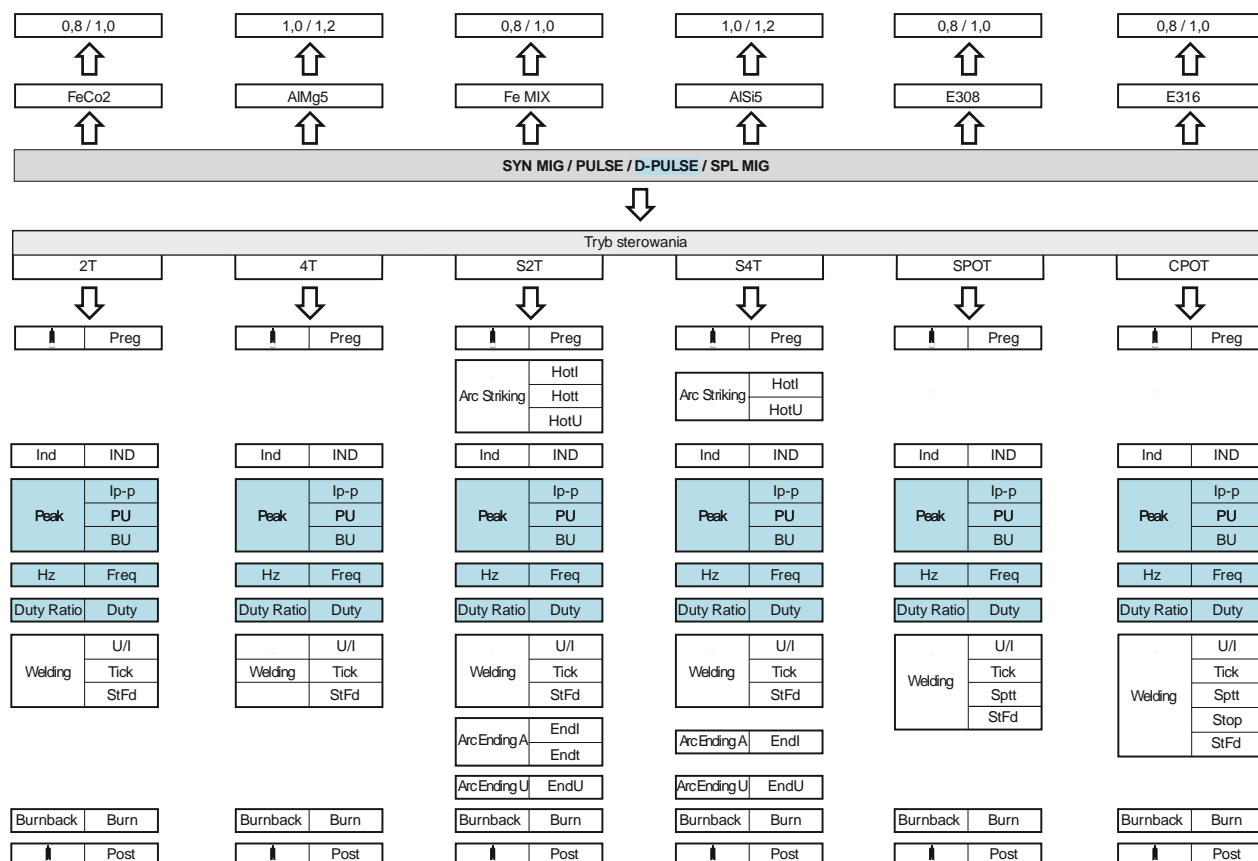 0,8 / 1,0 1,0 / 1,2 0,8 / 1,0 1,0 / 1,2 0,8 / 1,0 0,8 / 1,0
FeCo2 AlMg5 Fe MIX AlSi5 E308 E316
SYN MIG / PULSE / D-PULSE / SPL MIG
Tryb sterowania
2T 4T S2T S4T SPOT CPOT
Preg Preg Preg Preg Preg Preg
Arc Striking HotI Hott HotU
Arc Striking HotI HotU
Ind IND Ind IND Ind IND Ind IND Ind IND Ind IND
Ip-p Ip-p Ip-p Ip-p Ip-p Ip-p
Peak PU Peak PU Peak PU Peak PU Peak PU Peak PU
BU BU BU BU BU BU
Hz Freq Hz Freq Hz Freq Hz Freq Hz Freq Hz Freq
Duty Ratio Duty Duty Ratio Duty Duty Ratio Duty Duty Ratio Duty Duty Ratio Duty Duty Ratio Duty
Welding U/I Tick StFd
Welding U/I Tick StFd
Welding U/I Tick StFd
Welding U/I Tick StFd
Welding U/I Tick Sptt StFd
Welding U/I Tick Sptt Stop StFd
Arc Ending A EndI Endt
Arc Ending A EndI
Arc Ending U EndU Arc Ending U EndU
Burnback Burn Burnback Burn Burnback Burn Burnback Burn Burnback Burn Burnback Burn
Post Post Post Post Post Post